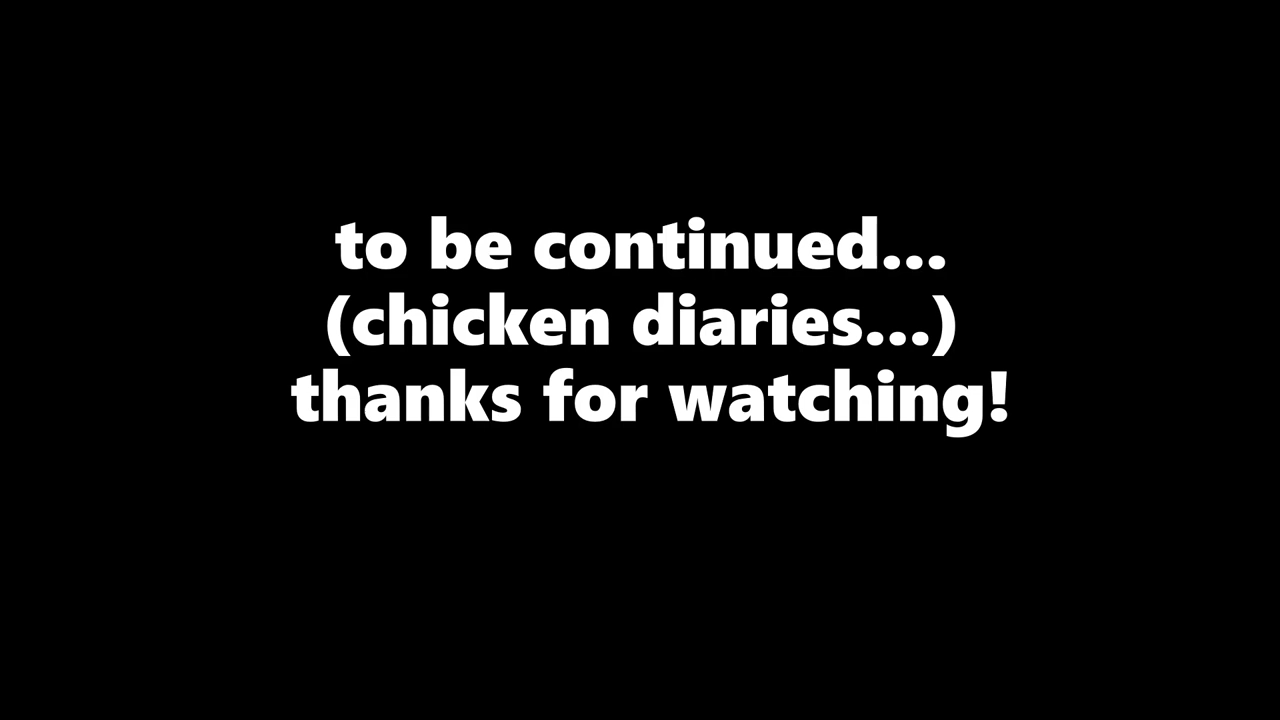 to be continued...
(chicken diaries...)
thanks for watching!